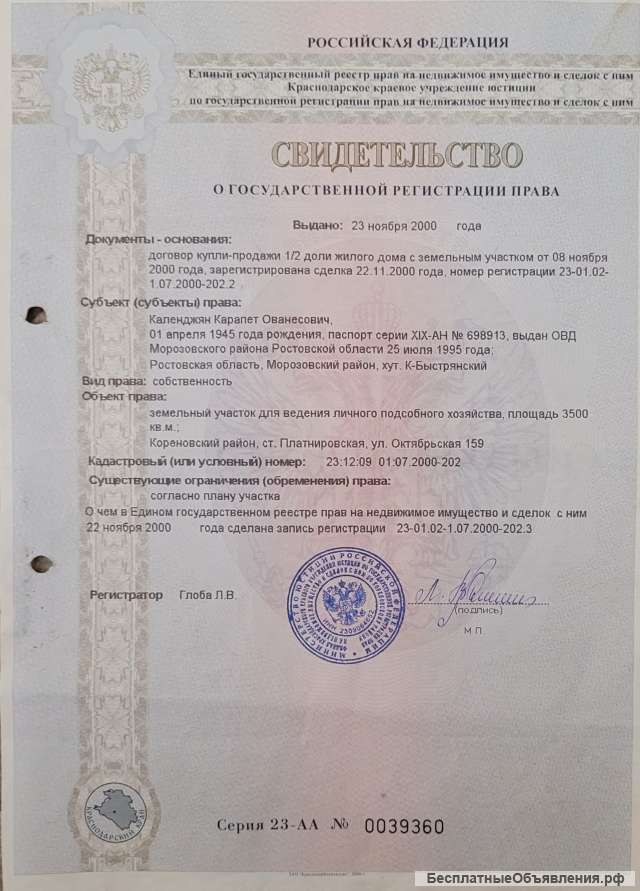 РОССИЙСКАЯ ФЕДЕРАЦИЯ
Единый государственный реестр прав на недвижимое имущество и сделок с ним
Краснодарское краевое учреждение юстиции
по государственной регистрации прав на недвижимое имущество и сделок с ним
СВИДЕТЕЛЬСТВО
О ГОСУДАРСТВЕННОЙ РЕГИСТРАЦИИ ПРАВА
Выдано: 23 ноября 2000 года
Документы - основания:
договор купли-продажи 1/2 доли жилого дома с земельным участком от 08 ноября
2000 года, зарегистрирована сделка 22.11.2000 года, номер регистрации 23-01.02-
1.07.2000-202.2
Субъект (субъекты) права:
Календжян Карапет Ованесович,
01 апреля 1945 года рождения, паспорт серии XIX-АН № 698913, выдан ОВД
Морозовского района Ростовской области 25 июля 1995 года;
Ростовская область, Морозовский район, хут. К-Быстрянский
Вид права: собственность
Объект права:
земельный участок для ведения личного подсобного хозяйства, площадь 3500
кв.м.;
Кореновский район, ст. Платнировская, ул. Октябрьская 159
Кадастровый (или условный) номер: 23:12:09 01:07.2000-202
Существующие ограничения (обременения) права:
согласно плану участка
О чем в Едином государственном реестре прав на недвижимое имущество и сделок с ним
22 ноября 2000 года сделана запись регистрации 23-01.02-1.07.2000-202.3
Регистратор Глоба Л.В.
(подпись)
М П
МИНИСТЕРСТВО ЮСТИЦИИ РОССИЙСКОЙ ФЕДЕРАЦИИ
КРАСНОДАРСКИЙ КРАЙ
Серия 23-АА № 0039360
БесплатныеОбъявления.рф